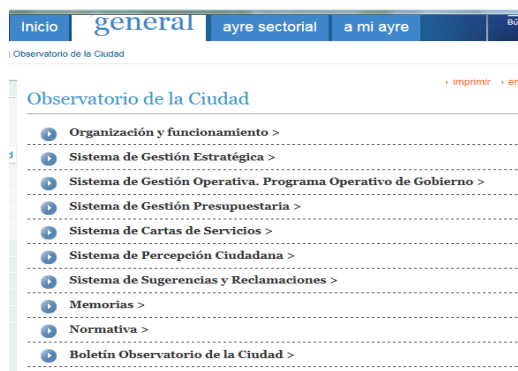 Inicio general ayre sectorial a mi ayre
| Observatorio de la Ciudad
› imprimir
Observatorio de la Ciudad
Organización y funcionamiento >
Sistema de Gestión Estratégica >
Sistema de Gestión Operativa. Programa Operativo de Gobierno >
Sistema de Gestión Presupuestaria >
Sistema de Cartas de Servicios >
Sistema de Percepción Ciudadana >
Sistema de Sugerencias y Reclamaciones >
Memorias >
Normativa >
Boletín Observatorio de la Ciudad >